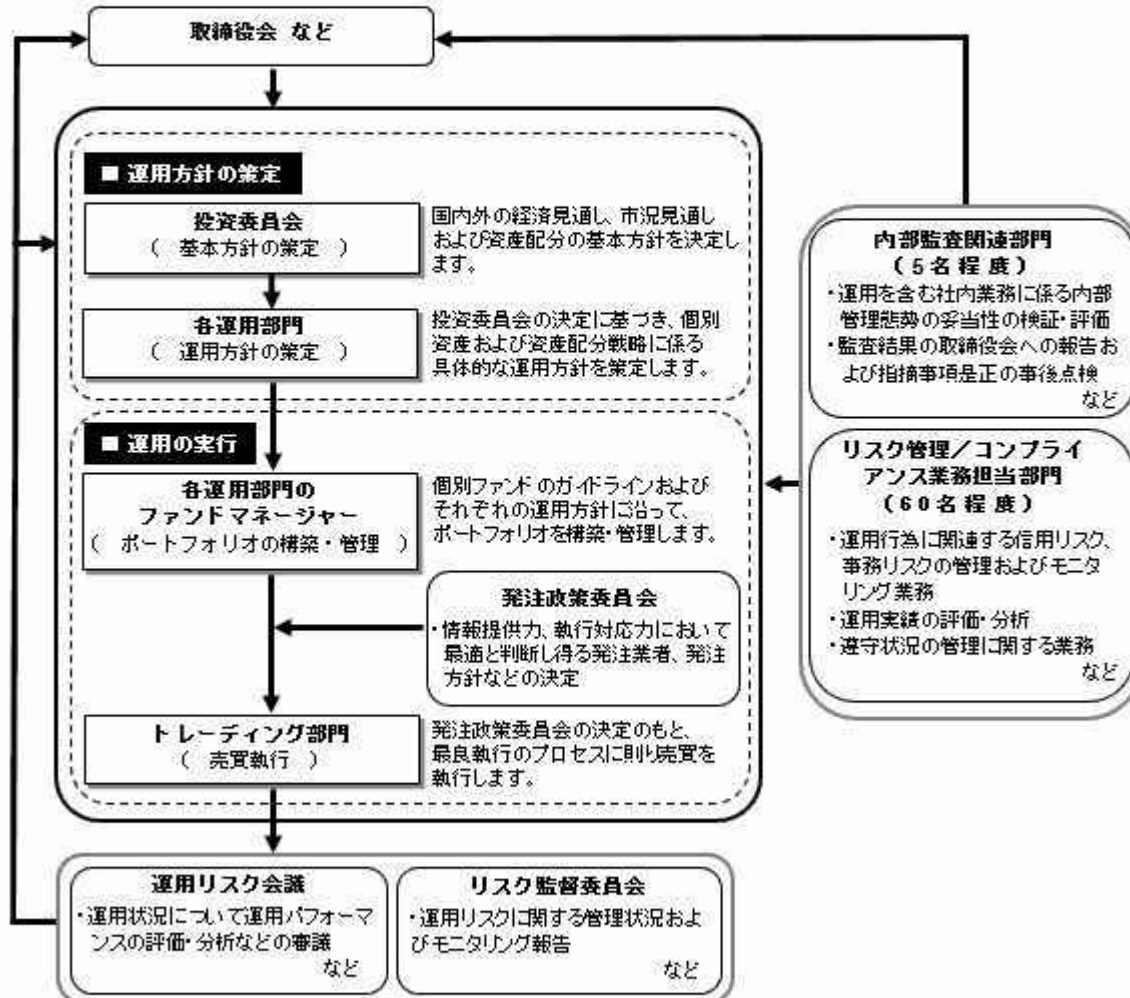 取締役会 など
■ 運用方針の策定
投資委員会
( 基本方針の策定 )
国内外の経済見通し、市況見通し
および資産配分の基本方針を決定し
ます。
各運用部門
( 運用方針の策定 )
投資委員会の決定に基づき、個別
資産および資産配分戦略に係る
具体的な運用方針を策定します。
■ 運用の実行
各運用部門の
ファンドマネージャー
( ポートフォリオの構築・管理 )
個別ファンドのガイドラインおよび
それぞれの運用方針に沿って、
ポートフォリオを構築・管理します。
発注政策委員会
・情報提供力、執行対応力において
最適と判断し得る発注業者、発注
方針などの決定
トレーディング部門
( 売買執行 )
発注政策委員会の決定のもと、
最良執行のプロセスに則り売買を
執行します。
内部監査関連部門
(5名程度)
・運用を含む社内業務に係る内部
管理態勢の妥当性の検証・評価
・監査結果の取締役会への報告お
よび指摘事項是正の事後点検
など
リスク管理/コンプライ
アンス業務担当部門
(60名程度)
・運用行為に関連する信用リスク、
事務リスクの管理およびモニタ
リング業務
・運用実績の評価・分析
・遵守状況の管理に関する業務
など
運用リスク会議
・運用状況について運用パフォーマ
ンスの評価・分析などの審議
など
リスク監督委員会
・運用リスクに関する管理状況およ
びモニタリング報告
など